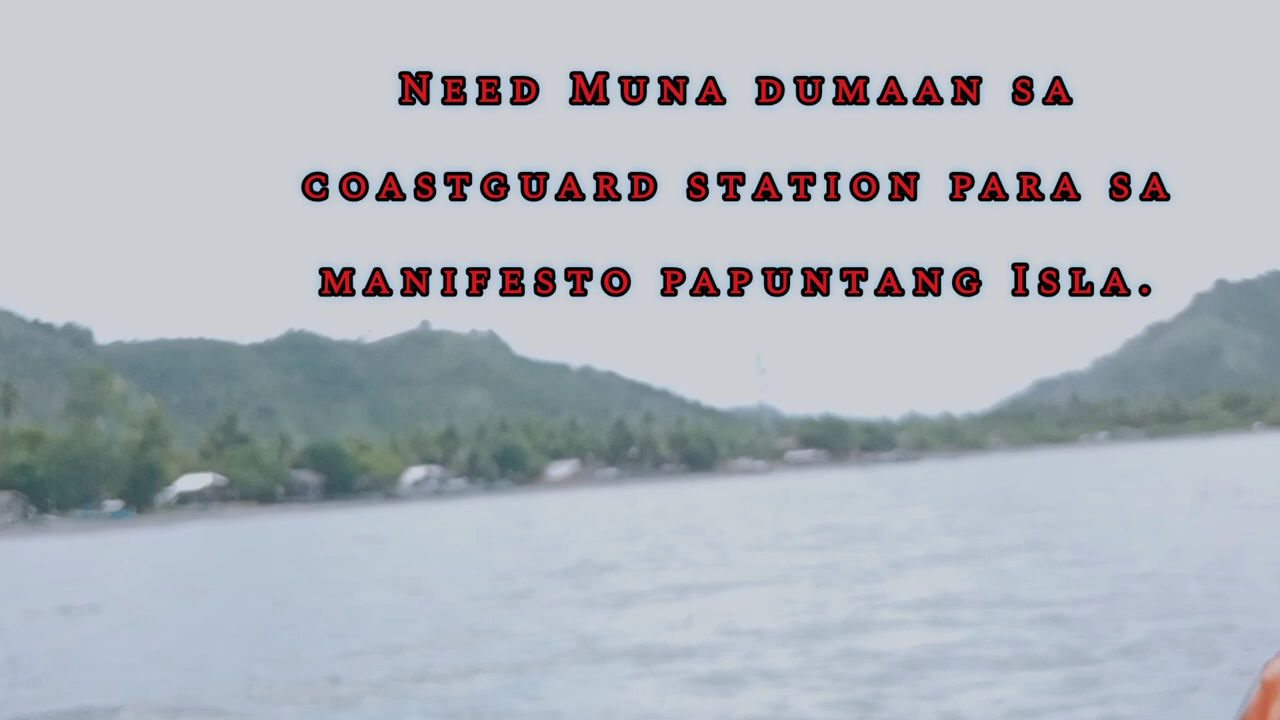 Need Muna dumaan sa
coastguard station para sa
manifesto papuntang Isla.